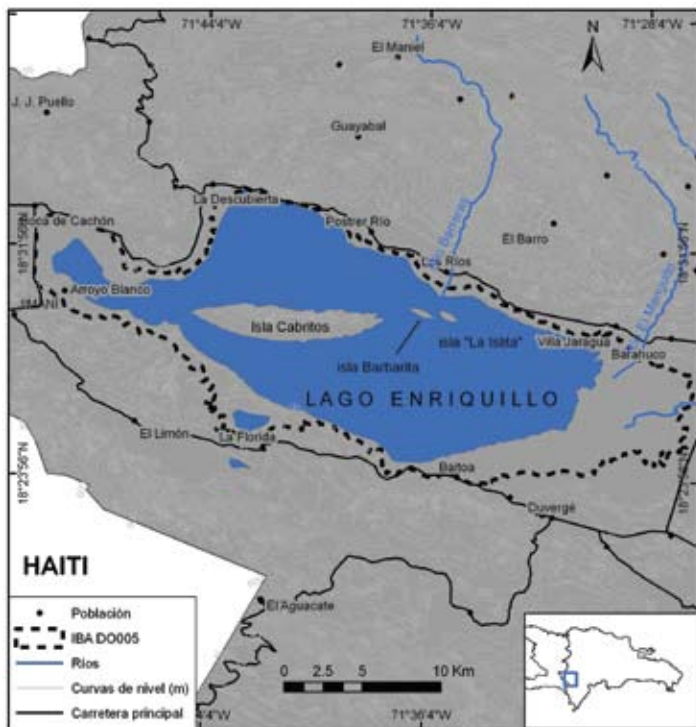 71°44'4"W
71°36'4"W
71°28'4"W
N
El Maniel
J. J. Puello
Guayabal
La Descubierta
Boca de Cachón
Postrer Río
El Barro
18°31'56"N
Los Ríos
Arroyo Blanco
JIMANI
Isla Cabritos
isla "La Islita"
Villa Jaragua
isla Barbarita
Barahuco
LAGO ENRIQUILLO
El Limón
La Florida
Baitoa
18°23'56"N
Duvergé
HAITI
Población
El Aguacate
IBA DO005
Ríos
Curvas de nivel (m)
0 2.5 5 10 Km
Carretera principal
71°36'4"W